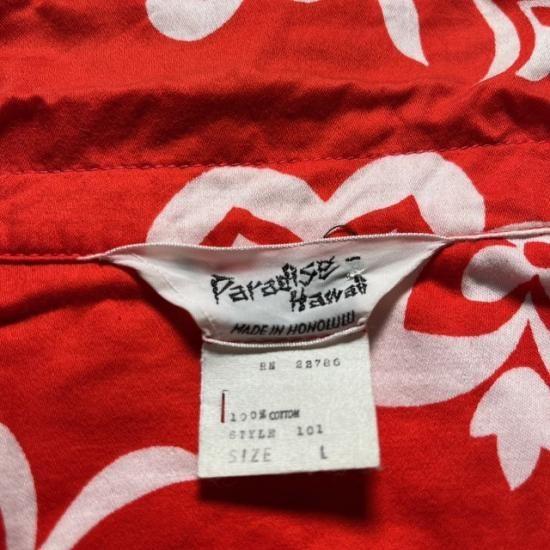 Paradise
Hawaii
MADE IN HONOLULU
RN 22786
100% COTTON
STYLE 101
SIZE L